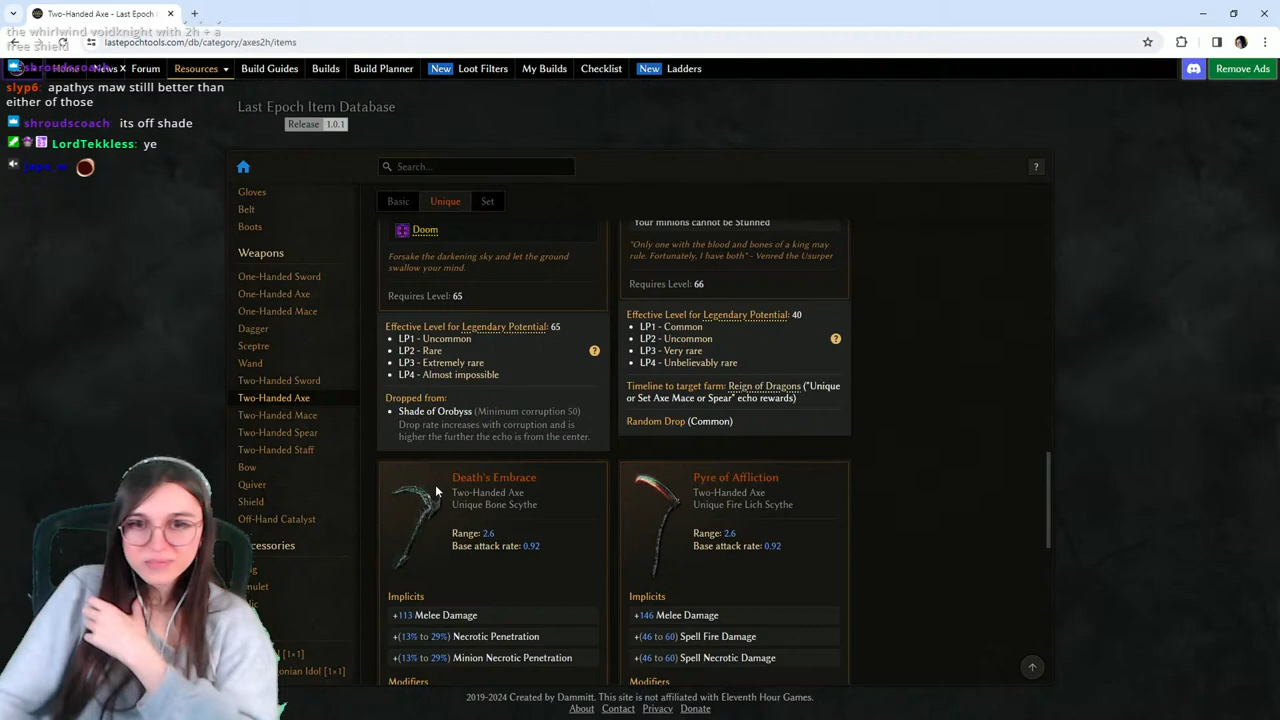 Two-Handed Axe - Last Epoch
the whirlwind voidknight with 2h + a
free shield
lastepochtools.com/db/category/axes2h/items
Home News Forum Resources Build Guides Builds Build Planner New Loot Filters My Builds Checklist New Ladders Remove Ads
shroudscoach
slyp6: apathys maw stilll better than
either of those
shroudscoach its off shade
LordTekkless: ye
Last Epoch Item Database
Release 1.0.1
Search...
?
Basic Unique Set
Gloves
Belt
Boots
Weapons
One-Handed Sword
One-Handed Axe
One-Handed Mace
Dagger
Sceptre
Wand
Two-Handed Sword
Two-Handed Axe
Two-Handed Mace
Two-Handed Spear
Two-Handed Staff
Bow
Quiver
Shield
Off-Hand Catalyst
Accessories
Amulet
[1×1]
[1×1]
Doom
Forsake the darkening sky and let the ground
swallow your mind.
Requires Level: 65
Effective Level for Legendary Potential: 65
LP1 - Uncommon
LP2 - Rare
LP3 - Extremely rare
LP4 - Almost impossible
?
Dropped from:
Shade of Orobyss (Minimum corruption 50)
Drop rate increases with corruption and is
higher the further the echo is from the center.
Your minions cannot be Stunned
"Only one with the blood and bones of a king may
rule. Fortunately, I have both" - Venred the Usurper
Requires Level: 66
Effective Level for Legendary Potential: 40
LP1 - Common
LP2 - Uncommon
LP3 - Very rare
LP4 - Unbelievably rare
?
Timeline to target farm: Reign of Dragons ("Unique
or Set Axe Mace or Spear" echo rewards)
Random Drop (Common)
Death's Embrace
Two-Handed Axe
Unique Bone Scythe
Range: 2.6
Base attack rate: 0.92
Implicits
+113 Melee Damage
+(13% to 29%) Necrotic Penetration
+(13% to 29%) Minion Necrotic Penetration
Modifiers
Pyre of Affliction
Two-Handed Axe
Unique Fire Lich Scythe
Range: 2.6
Base attack rate: 0.92
Implicits
+146 Melee Damage
+(46 to 60) Spell Fire Damage
+(46 to 60) Spell Necrotic Damage
Modifiers
2019-2024 Created by Dammitt. This site is not affiliated with Eleventh Hour Games.
About Contact Privacy Donate